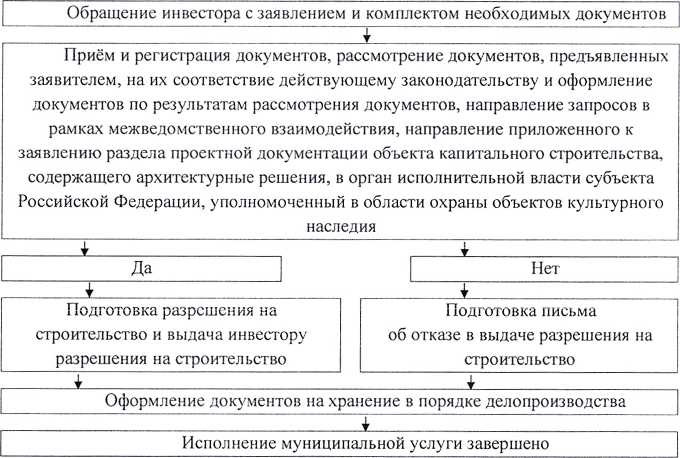 Обращение инвестора с заявлением и комплектом необходимых документов
Приём и регистрация документов, рассмотрение документов, предъявленных
заявителем, на их соответствие действующему законодательству и оформление
документов по результатам рассмотрения документов, направление запросов в
рамках межведомственного взаимодействия, направление приложенного к
заявлению раздела проектной документации объекта капитального строительства,
содержащего архитектурные решения, в орган исполнительной власти субъекта
Российской Федерации, уполномоченный в области охраны объектов культурного
наследия
Да
Нет
Подготовка разрешения на
строительство и выдача инвестору
разрешения на строительство
Подготовка письма
об отказе в выдаче разрешения на
строительство
Оформление документов на хранение в порядке делопроизводства
Исполнение муниципальной услуги завершено